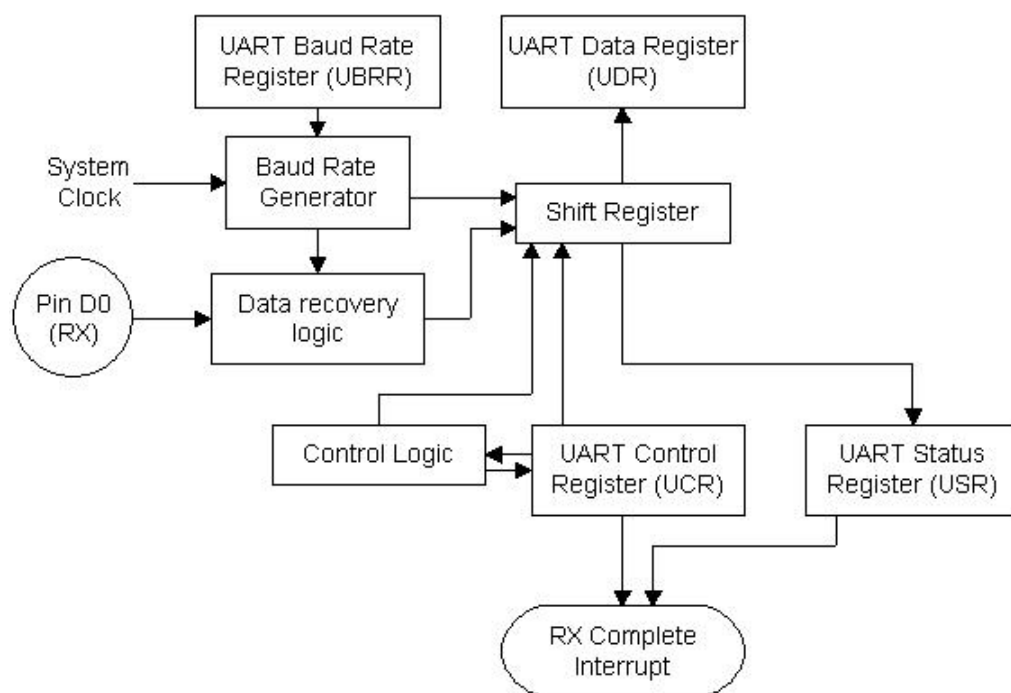 UART Baud Rate
Register (UBRR)
UART Data Register
(UDR)
System
Clock
Baud Rate
Generator
Shift Register
Pin D0
(RX)
Data recovery
logic
Control Logic
UART Control
Register (UCR)
UART Status
Register (USR)
RX Complete
Interrupt